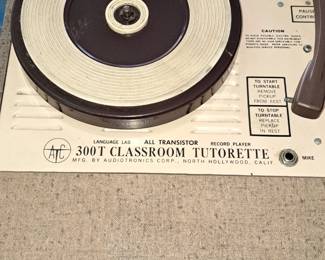 PAUSE
CONTROL
CAUTION
TO START
TURNTABLE
REMOVE
PICKUP
FROM REST
TO STOP
TURNTABLE
REPLACE
PICKUP
IN REST
LANGUAGE LAB ALL TRANSISTOR RECORD PLAYER
ATC 300T CLASSROOM TUTORETTE
MFG. BY AUDIOTRONICS CORP., NORTH HOLLYWOOD, CALIF.
MIKE